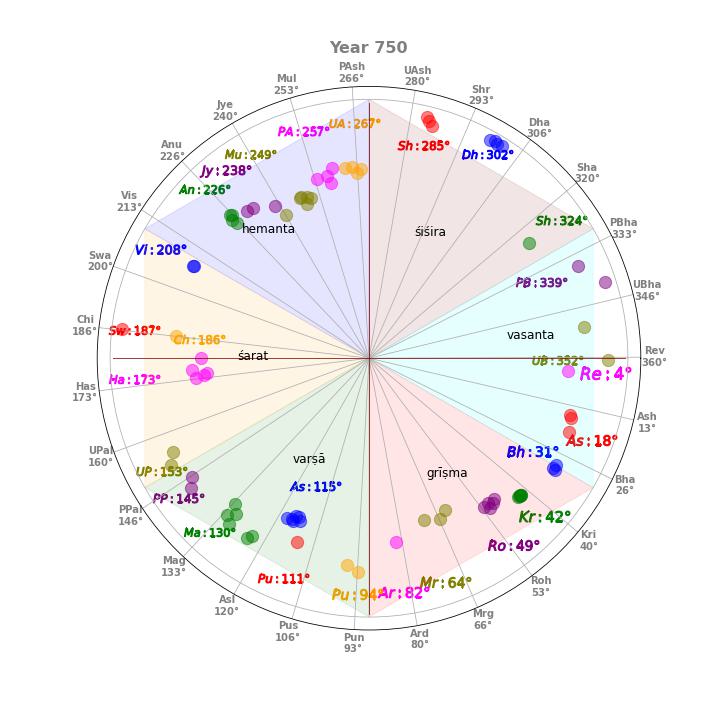 Year 750
PAsh
266°
UAsh
280°
Mul
253°
Shr
293°
Jye
240°
Dha
306°
Anu
226°
Sha
320°
Vis
213°
PBha
333°
Swa
200°
UBha
346°
Chi
186°
Rev
360°
Has
173°
Ash
13°
UPal
160°
Bha
26°
PPal
146°
Kri
40°
Mag
133°
Roh
53°
Asl
120°
Mrg
66°
Pus
106°
Ard
80°
Pun
93°
UA:267°
PA:257°
Sh:285°
Mu:249°
Dh:302°
Jy:238°
An:226°
Sh:324°
hemanta
śiśira
Vi:208°
PB:339°
Sw:187°
Ch:186°
vasanta
śarat
UB:352°
Ha:173°
Re:4°
As:18°
Bh:31°
varṣā
grīṣma
UP:153°
As:115°
PP:145°
Kr:42°
Ma:130°
Ro:49°
Pu:111°
Mr:64°
Pu:94°
Ar:82°